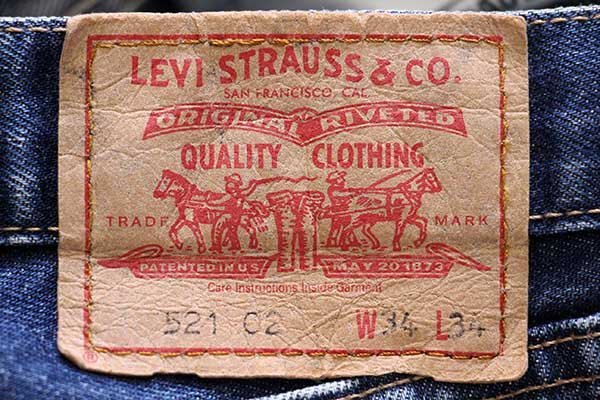 LEVI STRAUSS & CO.
SAN FRANCISCO, CAL.
ORIGINAL RIVETED
QUALITY CLOTHING
TRADE MARK
PATENTED IN U.S. MAY 20 1873
Care Instructions Inside Garment
521 02 W34 L34
®